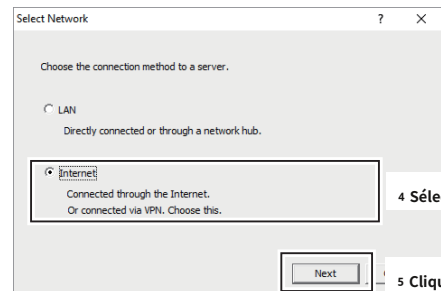 Select Network
? ×
Choose the connection method to a server.
LAN
Directly connected or through a network hub.
Internet
Connected through the Internet.
Or connected via VPN. Choose this.
4 Séle
Next
5 Cliqu